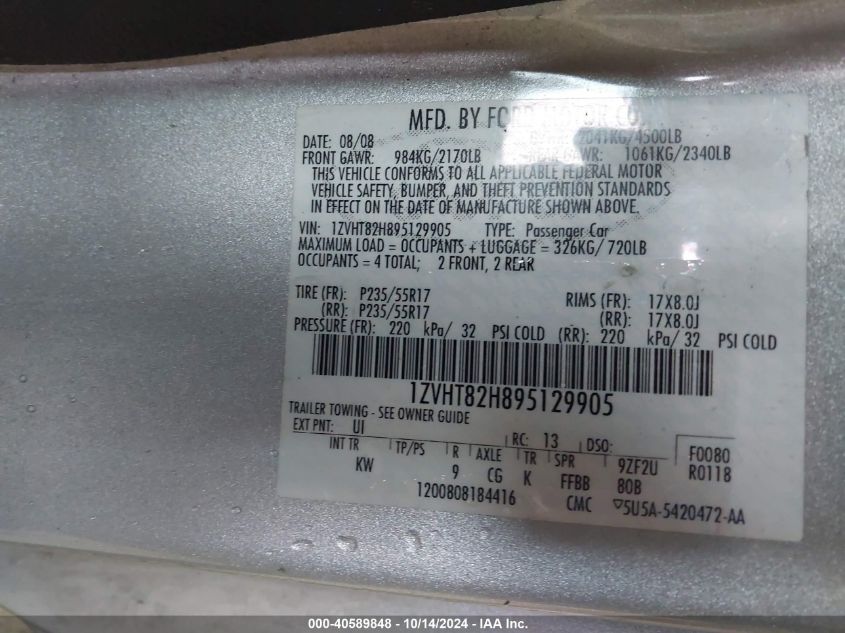 MFD. BY FORD MOTOR CO.
DATE: 08/08 2041KG/4500LB
FRONT GAWR: 984KG/2170LB GAWR: 1061KG/2340LB
THIS VEHICLE CONFORMS TO ALL APPLICABLE FEDERAL MOTOR
VEHICLE SAFETY, BUMPER, AND THEFT PREVENTION STANDARDS
IN EFFECT ON THE DATE OF MANUFACTURE SHOWN ABOVE.
VIN: 1ZVHT82H895129905 TYPE: Passenger Car
MAXIMUM LOAD = OCCUPANTS + LUGGAGE = 326KG/ 720LB
OCCUPANTS = 4 TOTAL; 2 FRONT, 2 REAR
TIRE (FR): P235/55R17 RIMS (FR): 17X8.0J
(RR): P235/55R17 (RR): 17X8.0J
PRESSURE (FR): 220 kPa/ 32 PSI COLD (RR): 220 kPa/ 32 PSI COLD
1ZVHT82H895129905
TRAILER TOWING - SEE OWNER GUIDE
EXT PNT: UI RC: 13 DSO: F0080
INT TR TP/PS R AXLE TR SPR 9ZF2U R0118
KW 9 CG K FFBB 80B
1200808184416 CMC ▽5U5A-5420472-AA
000-40589848 - 10/14/2024 - IAA Inc.